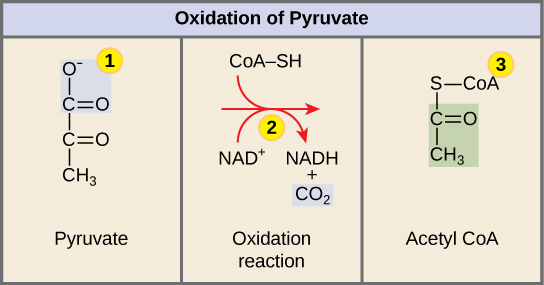 Oxidation of Pyruvate
1
O⁻
C=O
C=O
CH₃
Pyruvate
CoA–SH
2
NAD⁺ NADH
+
CO₂
Oxidation
reaction
3
S—CoA
C=O
CH₃
Acetyl CoA